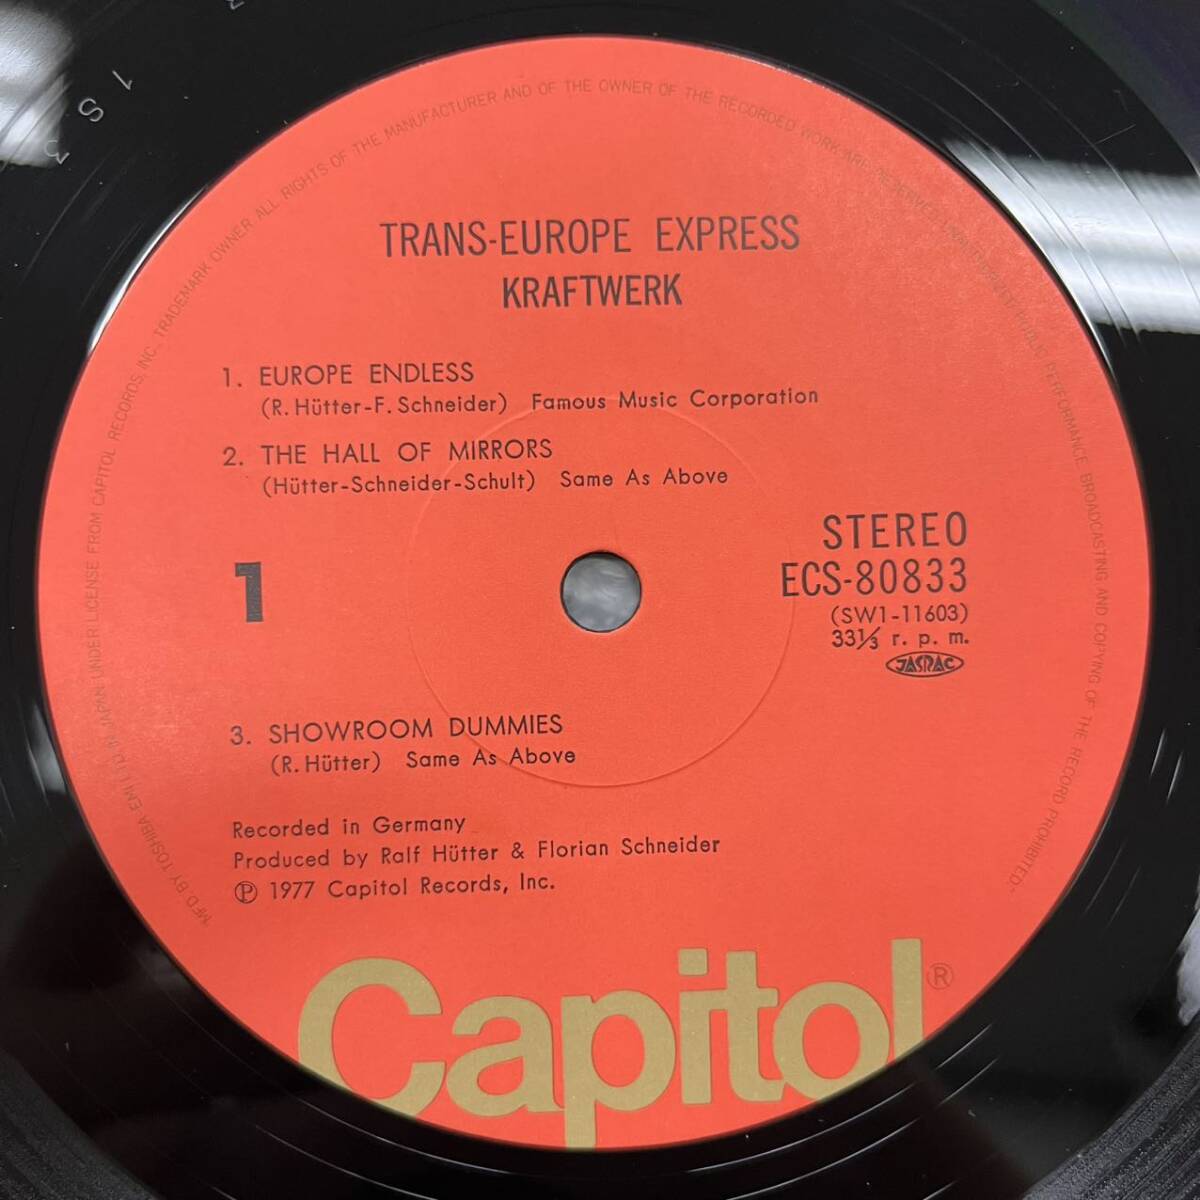 MF'D BY TOSHIBA-EMI LTD. IN JAPAN UNDER LICENSE FROM CAPITOL RECORDS, INC. TRADEMARK OWNER ALL RIGHTS OF THE MANUFACTURER AND OF THE OWNER OF THE RECORDED WORK ARE RESERVED. UNAUTHORIZED PUBLIC PERFORMANCE BROADCASTING AND COPYING OF THE RECORD PROHIBITED.
TRANS-EUROPE EXPRESS
KRAFTWERK
1. EUROPE ENDLESS
(R. Hütter-F. Schneider) Famous Music Corporation
2. THE HALL OF MIRRORS
(Hütter-Schneider-Schult) Same As Above
1
STEREO
ECS-80833
(SW1-11603)
33⅓ r. p. m.
JASRAC
3. SHOWROOM DUMMIES
(R. Hütter) Same As Above
Recorded in Germany
Produced by Ralf Hütter & Florian Schneider
Ⓟ 1977 Capitol Records, Inc.
Capitol®
1 S 3